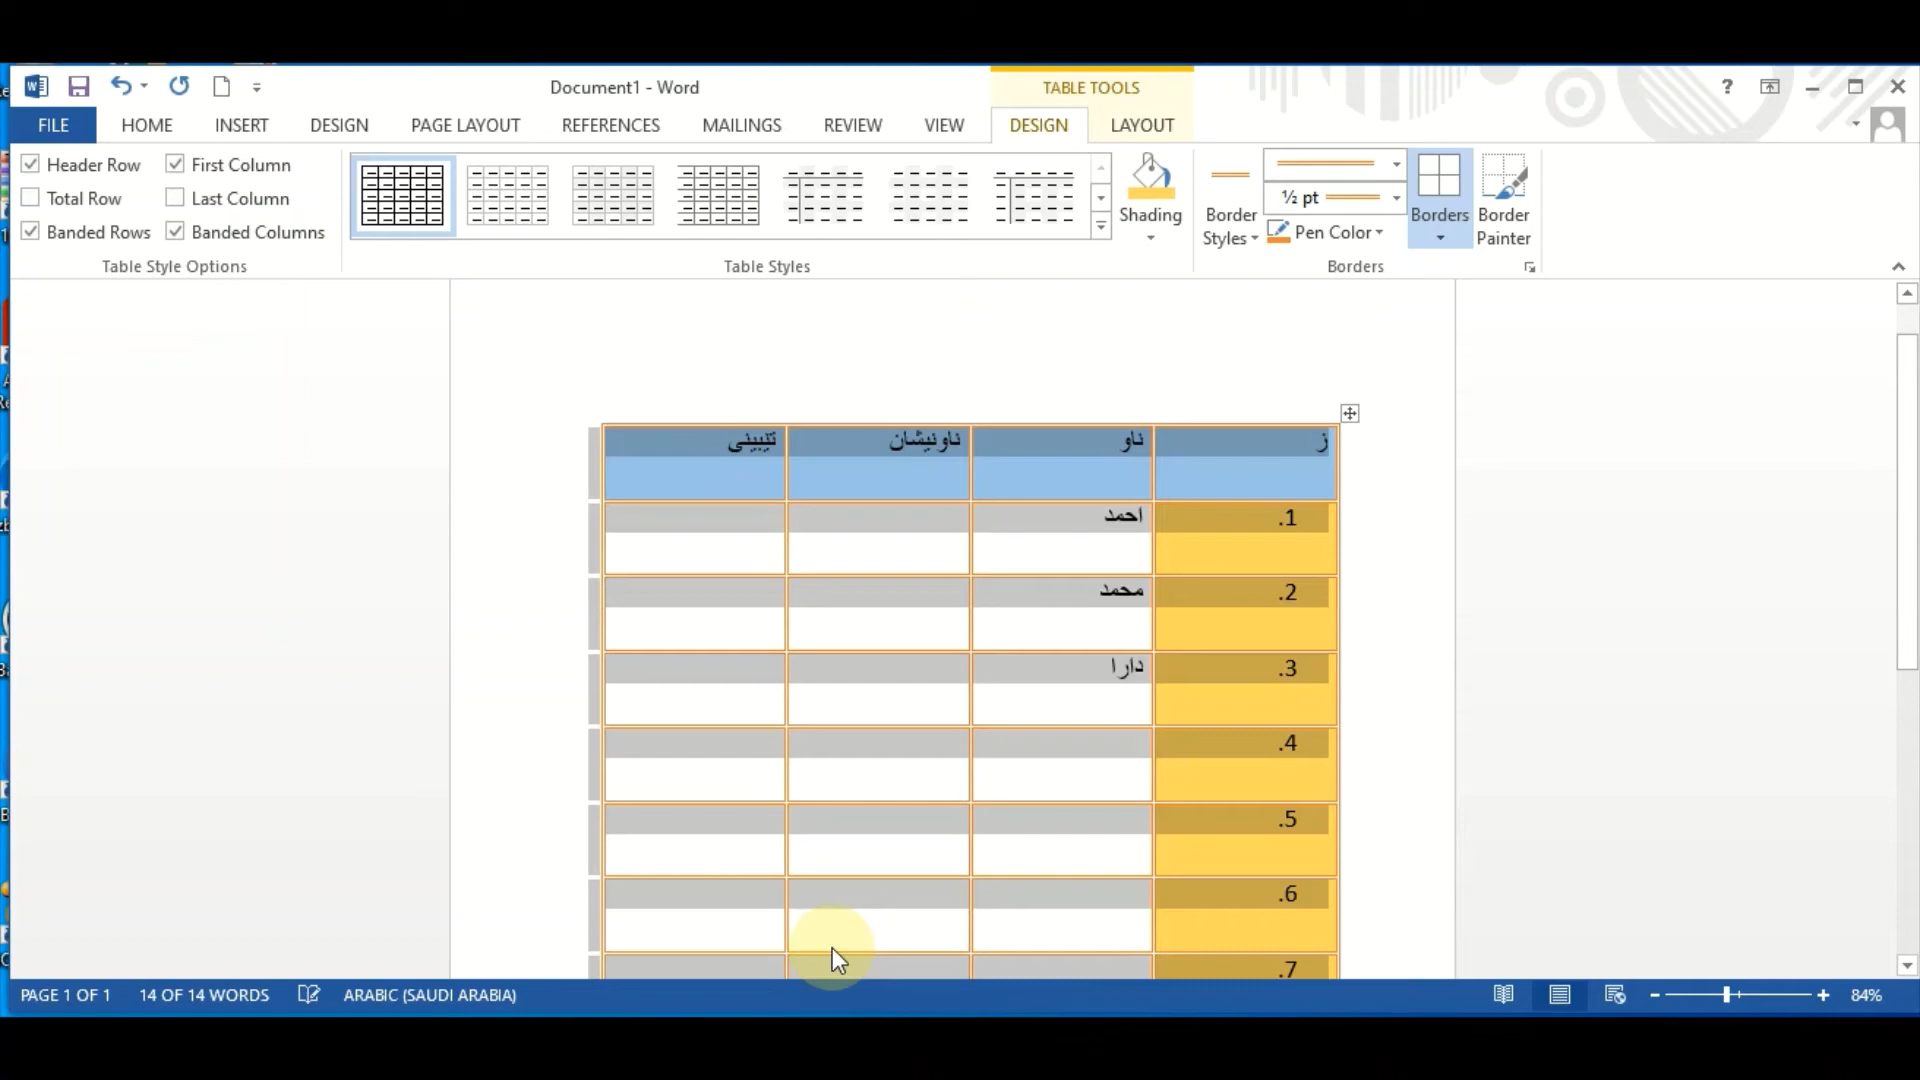 Document1 - Word
TABLE TOOLS
?
FILE
HOME
INSERT
DESIGN
PAGE LAYOUT
REFERENCES
MAILINGS
REVIEW
VIEW
DESIGN
LAYOUT
Header Row
First Column
Total Row
Last Column
Banded Rows
Banded Columns
Table Style Options
Table Styles
Shading
Border Styles
½ pt
Pen Color
Borders
Border Painter
Borders
ز ناو ناونیشان تێبینی
.1 احمد
.2 محمد
.3 دارا
.4
.5
.6
.7
PAGE 1 OF 1
14 OF 14 WORDS
ARABIC (SAUDI ARABIA)
84%